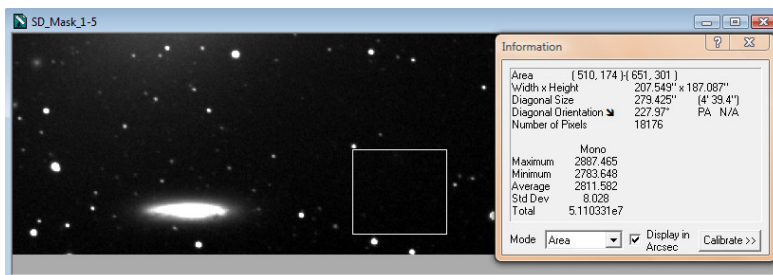 SD_Mask_1-5
Information
Area ( 510, 174 )-( 651, 301 )
Width x Height 207.549'' x 187.087''
Diagonal Size 279.425'' (4' 39.4'')
Diagonal Orientation 227.97° PA N/A
Number of Pixels 18176
Mono
Maximum 2887.465
Minimum 2783.648
Average 2811.582
Std Dev 8.028
Total 5.110331e7
Mode Area Display in Arcsec Calibrate >>